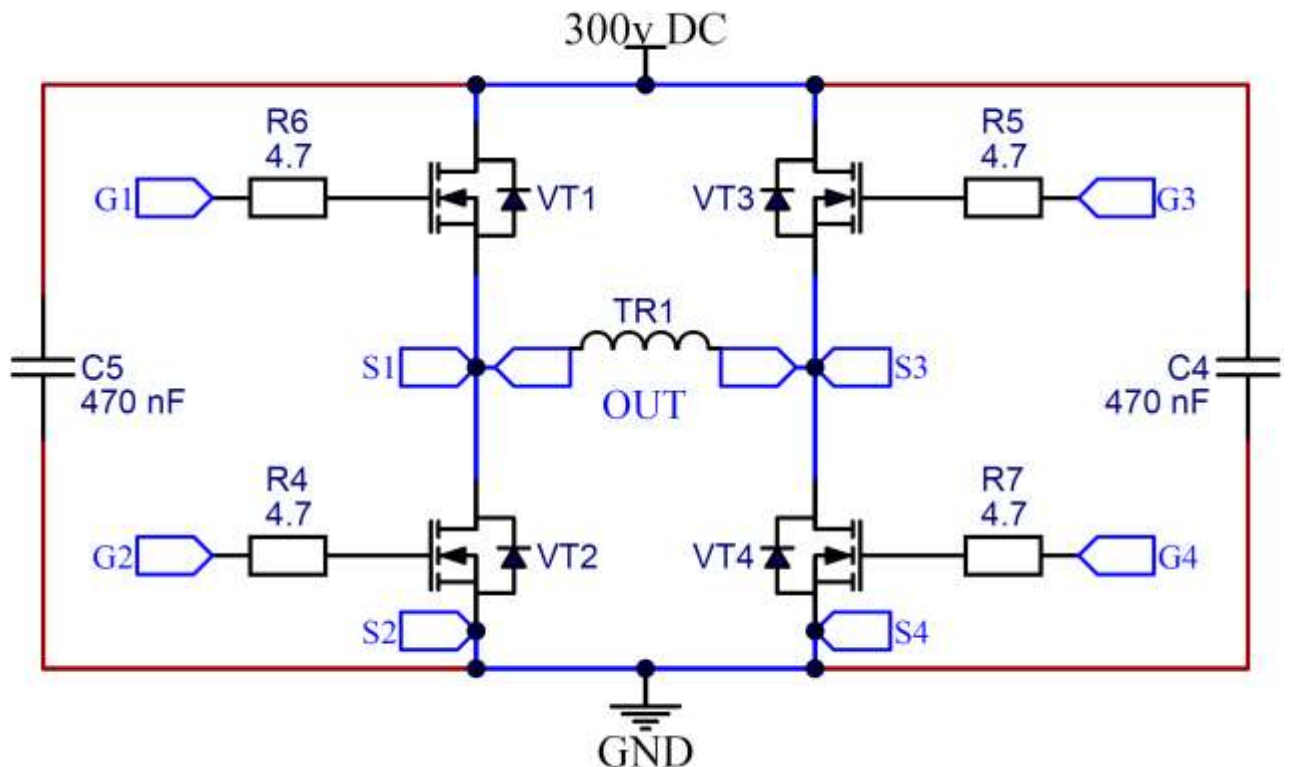 300v DC
R6
4.7
R5
4.7
G1
VT1
VT3
G3
TR1
S1
S3
C5
470 nF
OUT
C4
470 nF
R4
4.7
R7
4.7
G2
VT2
VT4
G4
S2
S4
GND